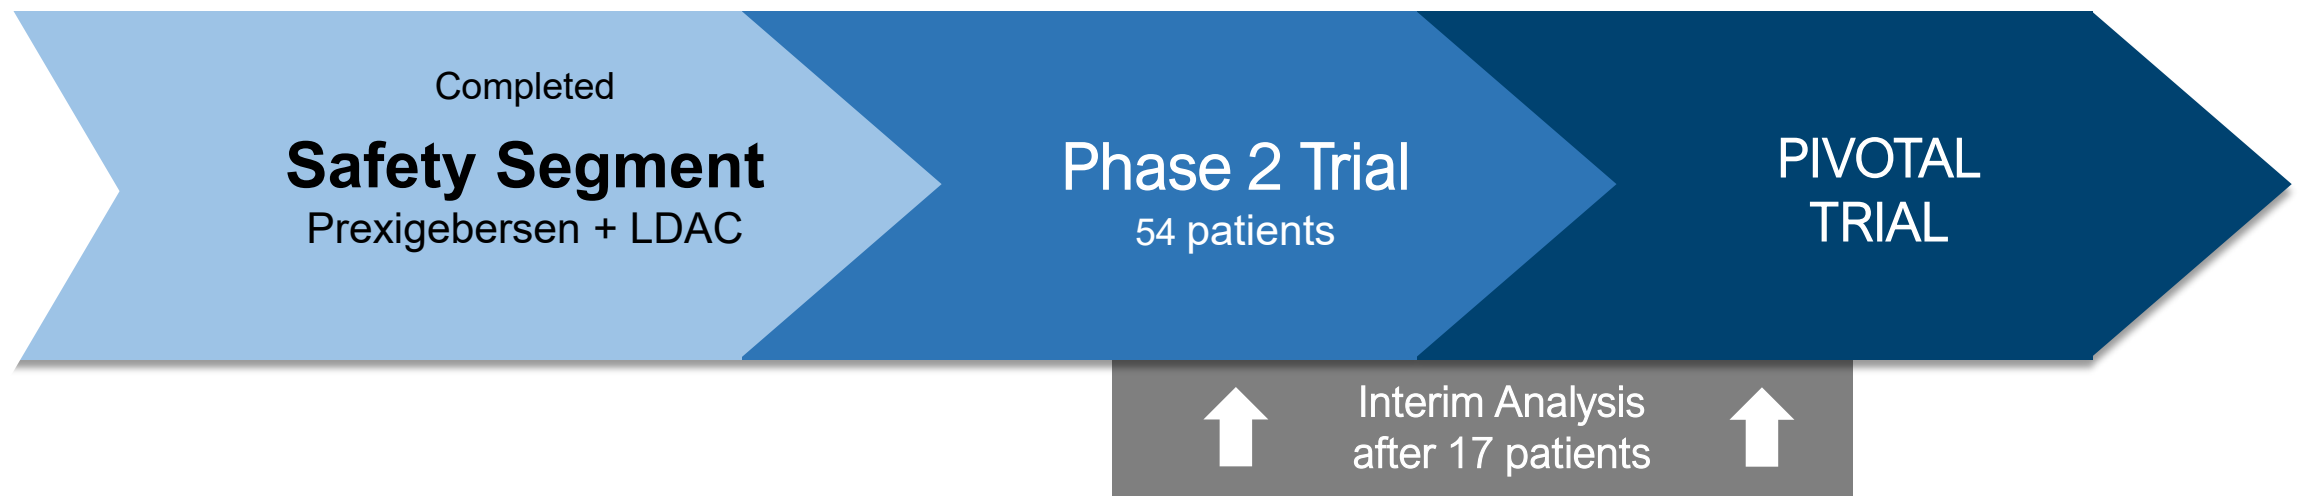 Completed
Safety Segment
Prexigebersen + LDAC
Phase 2 Trial
54 patients
PIVOTAL
TRIAL
Interim Analysis
after 17 patients